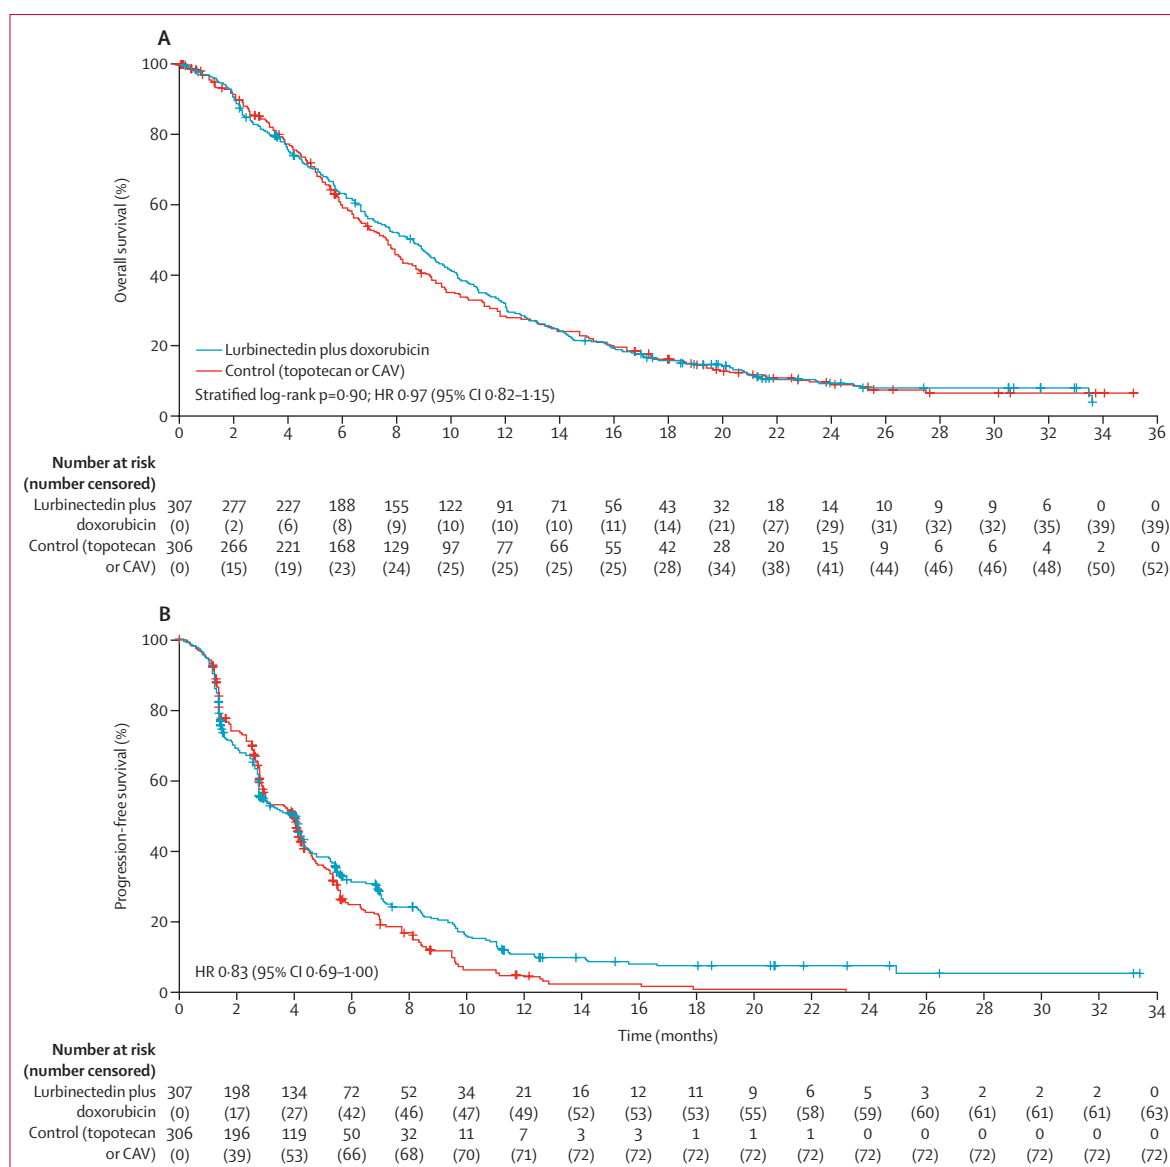 A
100
80
60
40
20
0
Overall survival (%)
Lurbinectedin plus doxorubicin
Control (topotecan or CAV)
Stratified log-rank p=0·90; HR 0·97 (95% CI 0·82–1·15)
0 2 4 6 8 10 12 14 16 18 20 22 24 26 28 30 32 34 36
Number at risk
(number censored)
Lurbinectedin plus 307 277 227 188 155 122 91 71 56 43 32 18 14 10 9 9 6 0 0
doxorubicin (0) (2) (6) (8) (9) (10) (10) (10) (11) (14) (21) (27) (29) (31) (32) (32) (35) (39) (39)
Control (topotecan 306 266 221 168 129 97 77 66 55 42 28 20 15 9 6 6 4 2 0
or CAV) (0) (15) (19) (23) (24) (25) (25) (25) (25) (28) (34) (38) (41) (44) (46) (46) (48) (50) (52)
B
100
80
60
40
20
0
Progression-free survival (%)
HR 0·83 (95% CI 0·69–1·00)
0 2 4 6 8 10 12 14 16 18 20 22 24 26 28 30 32 34
Time (months)
Number at risk
(number censored)
Lurbinectedin plus 307 198 134 72 52 34 21 16 12 11 9 6 5 3 2 2 2 0
doxorubicin (0) (17) (27) (42) (46) (47) (49) (52) (53) (53) (55) (58) (59) (60) (61) (61) (61) (63)
Control (topotecan 306 196 119 50 32 11 7 3 3 1 1 1 0 0 0 0 0 0
or CAV) (0) (39) (53) (66) (68) (70) (71) (72) (72) (72) (72) (72) (72) (72) (72) (72) (72) (72)